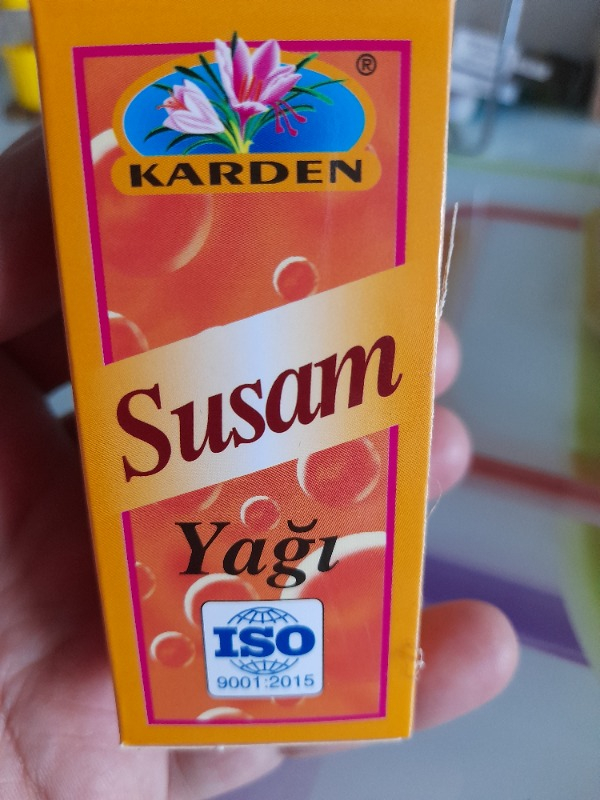 ®
KARDEN
Susam
Yağı
ISO
9001:2015